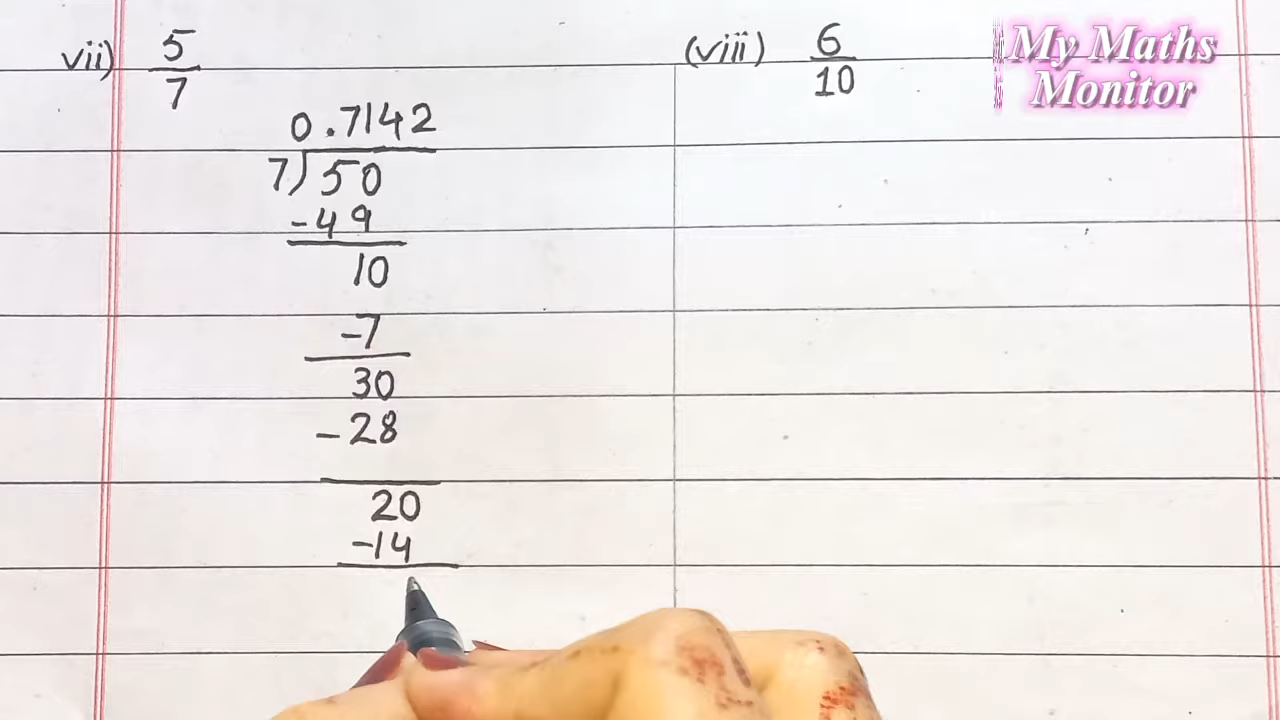 vii) 5/7
0.7142
7)50
-49
10
-7
30
-28
20
-14
(viii) 6/10
My Maths
Monitor